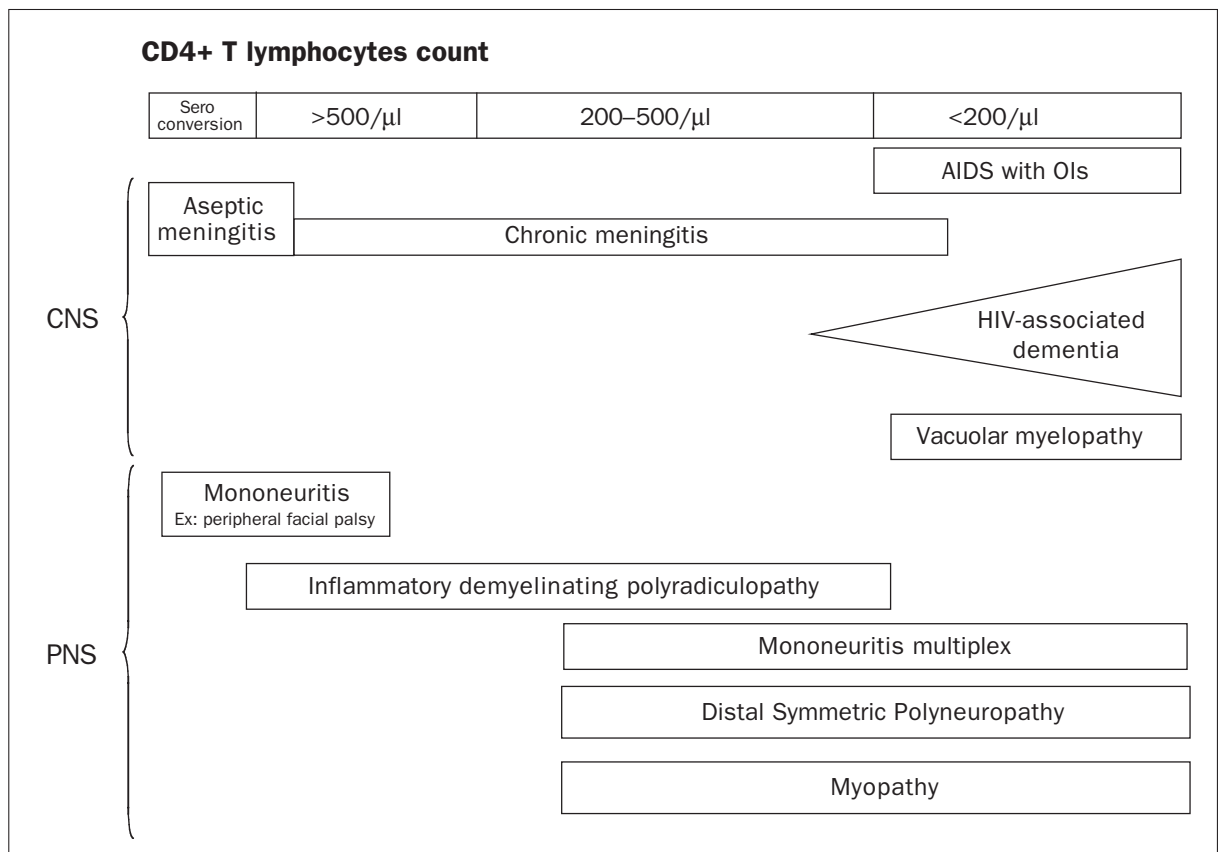 CD4+ T lymphocytes count
Sero
conversion
>500/µl
200–500/µl
<200/µl
AIDS with OIs
Aseptic
meningitis
Chronic meningitis
CNS
HIV-associated
dementia
Vacuolar myelopathy
Mononeuritis
Ex: peripheral facial palsy
Inflammatory demyelinating polyradiculopathy
PNS
Mononeuritis multiplex
Distal Symmetric Polyneuropathy
Myopathy